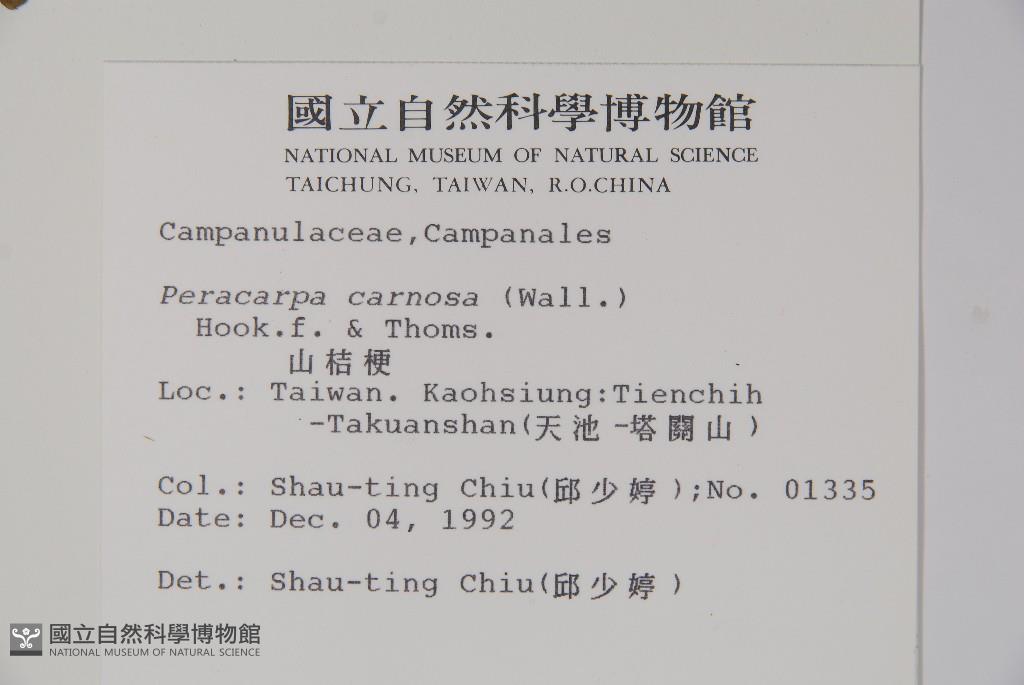 國立自然科學博物館
NATIONAL MUSEUM OF NATURAL SCIENCE
TAICHUNG, TAIWAN, R.O.CHINA
Campanulaceae,Campanales
Peracarpa carnosa (Wall.)
Hook.f. & Thoms.
山桔梗
Loc.: Taiwan. Kaohsiung:Tienchih
-Takuanshan(天池-塔關山)
Col.: Shau-ting Chiu(邱少婷);No. 01335
Date: Dec. 04, 1992
Det.: Shau-ting Chiu(邱少婷)
國立自然科學博物館
NATIONAL MUSEUM OF NATURAL SCIENCE